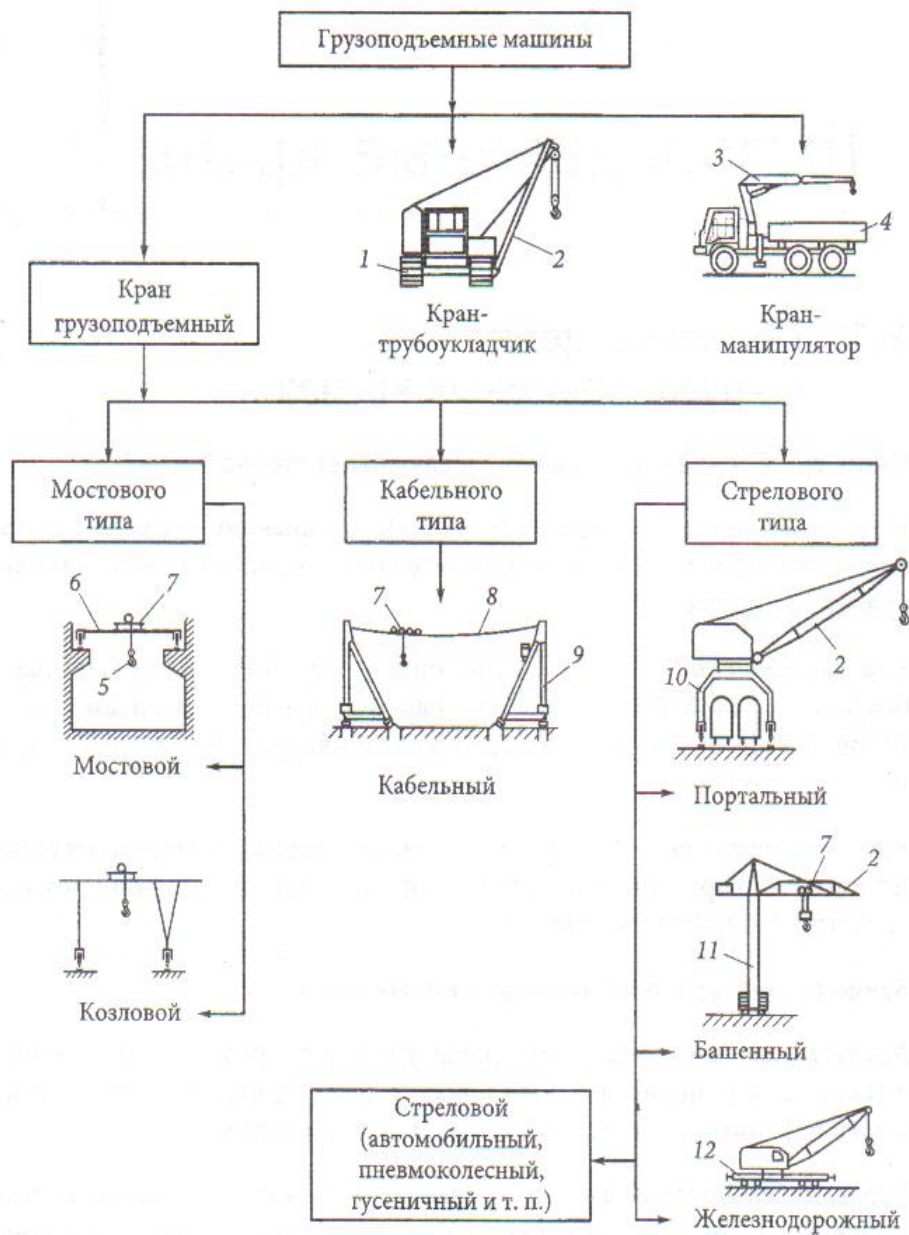 Грузоподъемные машины
3
4
1
2
Кран
грузоподъемный
Кран-
трубоукладчик
Кран-
манипулятор
Мостового
типа
Кабельного
типа
Стрелового
типа
6
7
5
Мостовой
7
8
9
Кабельный
2
10
Портальный
Козловой
7
2
11
Башенный
Стреловой
(автомобильный,
пневмоколесный,
гусеничный и т. п.)
12
Железнодорожный